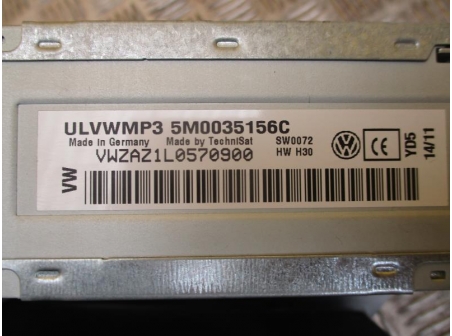 ULVWMP3 5M0035156C
Made in Germany Made by TechniSat SW0072
VWZAZ1L0570900 HW H30
VW
CE
YD5
14/11